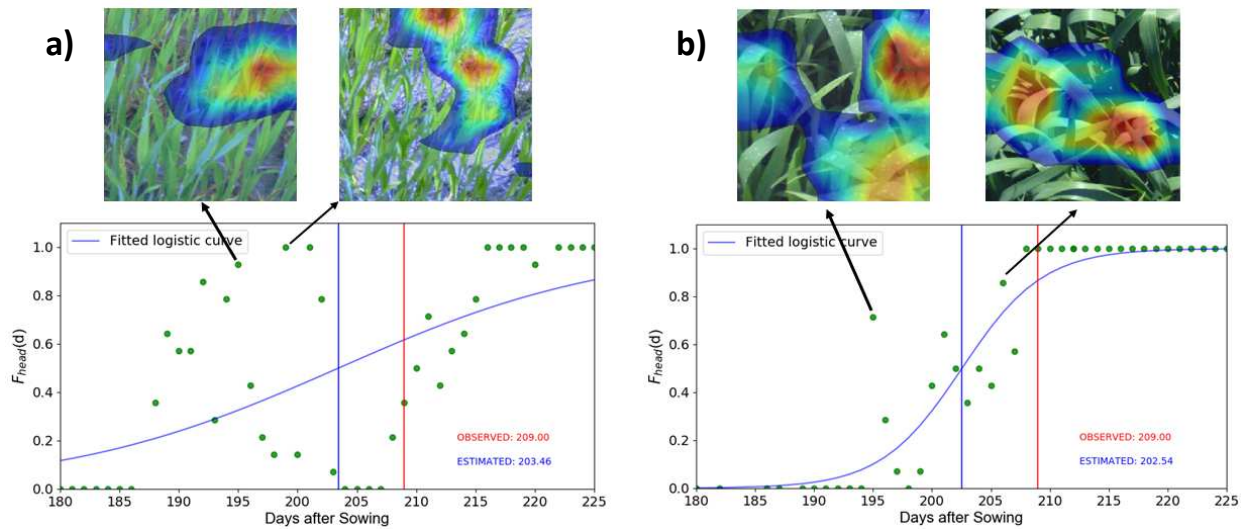 a)
Fitted logistic curve
F_head(d)
1.0
0.8
0.6
0.4
0.2
0.0
OBSERVED: 209.00
ESTIMATED: 203.46
180 185 190 195 200 205 210 215 220 225
Days after Sowing
b)
Fitted logistic curve
F_head(d)
1.0
0.8
0.6
0.4
0.2
0.0
OBSERVED: 209.00
ESTIMATED: 202.54
180 185 190 195 200 205 210 215 220 225
Days after Sowing